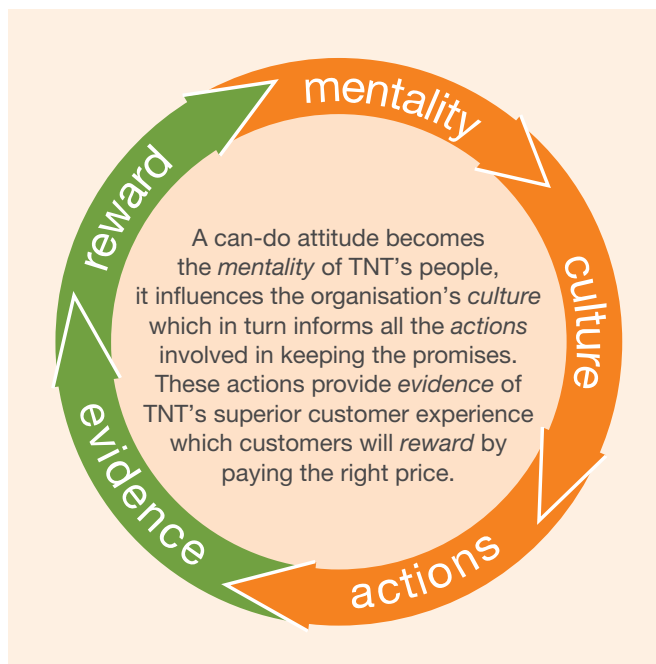 mentality
culture
actions
evidence
reward
A can-do attitude becomes
the mentality of TNT's people,
it influences the organisation's culture
which in turn informs all the actions
involved in keeping the promises.
These actions provide evidence of
TNT's superior customer experience
which customers will reward by
paying the right price.